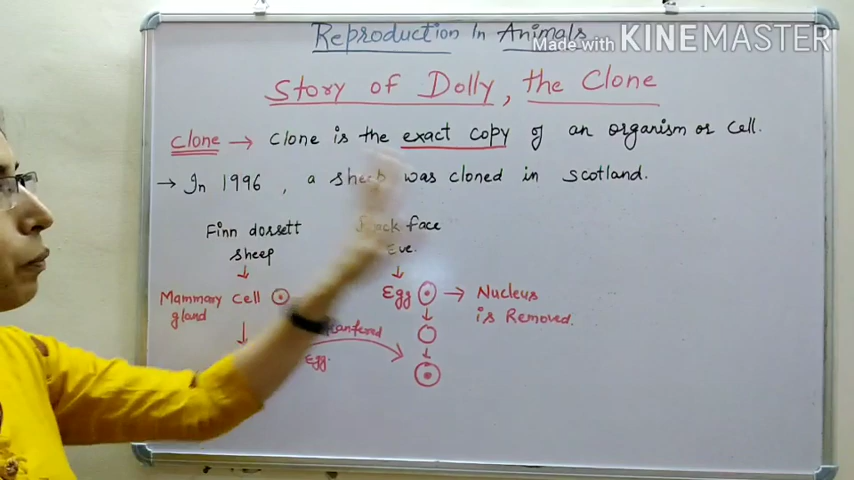 Reproduction In Animals
Made with KINEMASTER
Story of Dolly, the Clone
clone → clone is the exact copy of an organism or cell.
→ In 1996, a sheep was cloned in scotland.
Finn dorsett
sheep
face
Eve.
Mammary cell
gland
Egg → Nucleus
is Removed.
Egg.